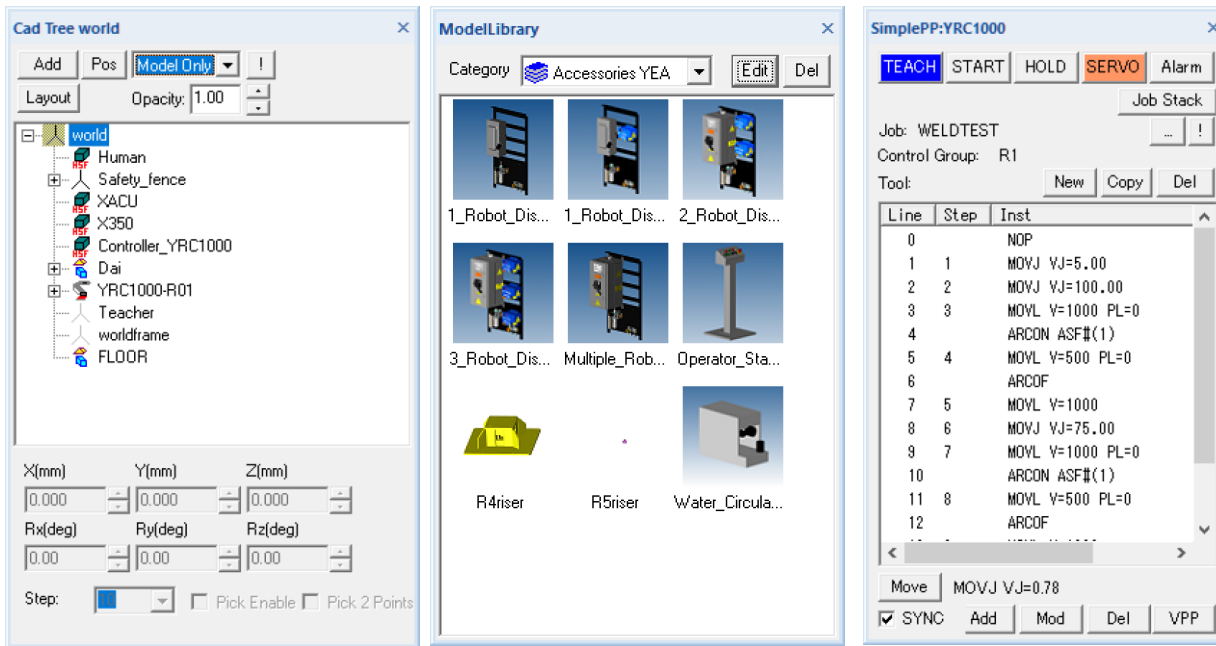 Cad Tree world
Add Pos Model Only !
Layout Opacity: 1.00
world
Human
Safety_fence
XACU
X350
Controller_YRC1000
Dai
YRC1000-R01
Teacher
worldframe
FLOOR
X(mm) Y(mm) Z(mm)
0.000 0.000 0.000
Rx(deg) Ry(deg) Rz(deg)
0.00 0.00 0.00
Step: 10 Pick Enable Pick 2 Points
ModelLibrary
Category Accessories YEA Edit Del
1_Robot_Dis... 1_Robot_Dis... 2_Robot_Dis...
3_Robot_Dis... Multiple_Rob... Operator_Sta...
R4riser R5riser Water_Circula...
SimplePP:YRC1000
TEACH START HOLD SERVO Alarm
Job Stack
Job: WELDTEST ... !
Control Group: R1
Tool: New Copy Del
Line Step Inst
0 NOP
1 1 MOVJ VJ=5.00
2 2 MOVJ VJ=100.00
3 3 MOVL V=1000 PL=0
4 ARCON ASF#(1)
5 4 MOVL V=500 PL=0
6 ARCOF
7 5 MOVL V=1000
8 6 MOVJ VJ=75.00
9 7 MOVL V=1000 PL=0
10 ARCON ASF#(1)
11 8 MOVL V=500 PL=0
12 ARCOF
Move MOVJ VJ=0.78
SYNC Add Mod Del VPP